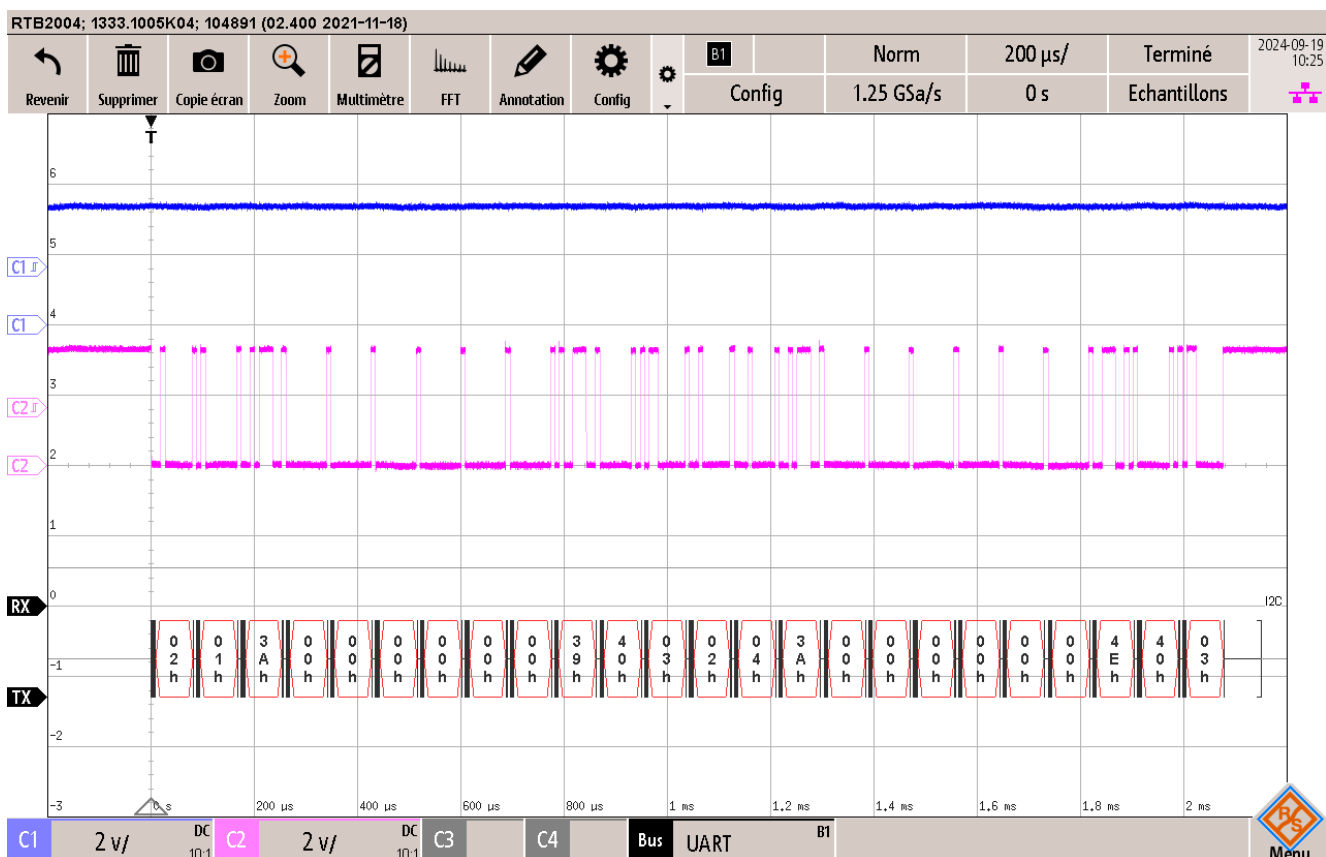 RTB2004; 1333.1005K04; 104891 (02.400 2021-11-18)
B1 Norm 200 µs/ Terminé 2024-09-19
10:25
Revenir Supprimer Copie écran Zoom Multimètre FFT Annotation Config Config 1.25 GSa/s 0 s Echantillons
T
6
5
C1
4
C1
3
C2
2
C2
1
0
RX
I2C
02h 01h 3Ah 00h 00h 00h 00h 00h 00h 39h 40h 03h 02h 04h 3Ah 00h 00h 00h 00h 00h 00h 4Eh 40h 03h
-1
TX
-2
-3 0 s 200 µs 400 µs 600 µs 800 µs 1 ms 1,2 ms 1,4 ms 1,6 ms 1,8 ms 2 ms
R&S
C1 2 V/ DC 10:1 C2 2 V/ DC 10:1 C3 C4 Bus UART B1 Menu